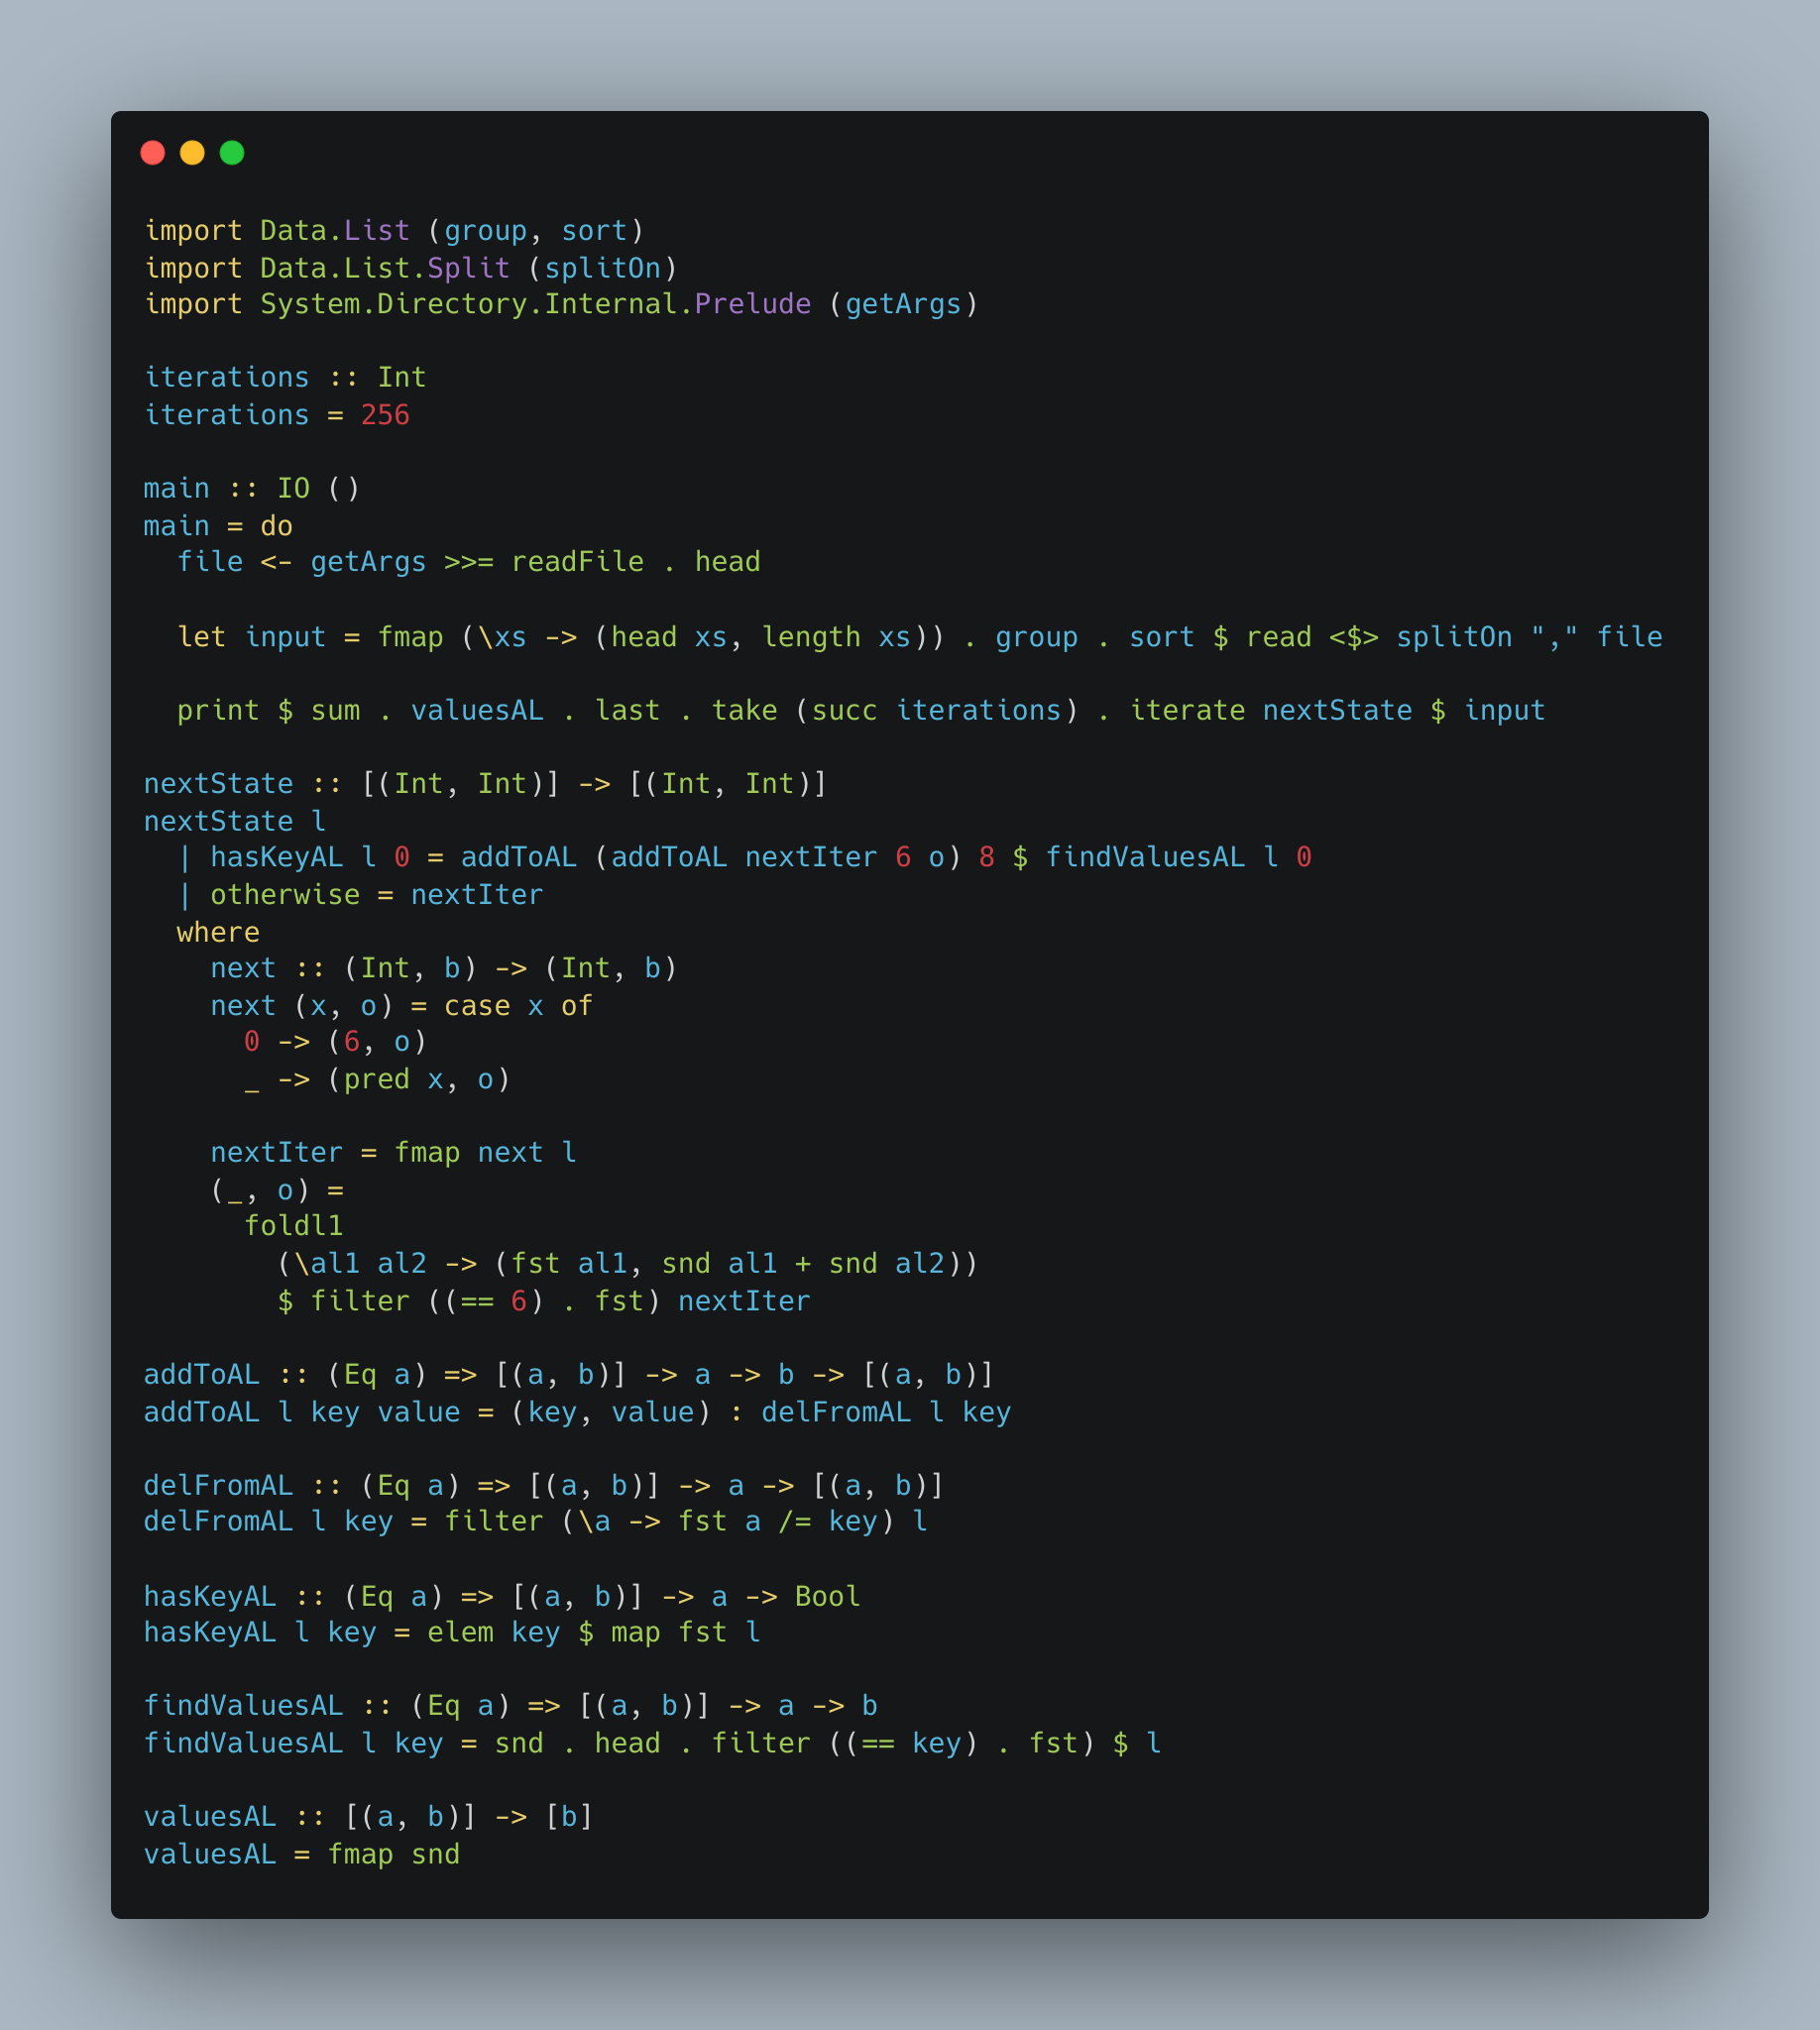 import Data.List (group, sort)
import Data.List.Split (splitOn)
import System.Directory.Internal.Prelude (getArgs)

iterations :: Int
iterations = 256

main :: IO ()
main = do
  file <- getArgs >>= readFile . head

  let input = fmap (\xs -> (head xs, length xs)) . group . sort $ read <$> splitOn "," file

  print $ sum . valuesAL . last . take (succ iterations) . iterate nextState $ input

nextState :: [(Int, Int)] -> [(Int, Int)]
nextState l
  | hasKeyAL l 0 = addToAL (addToAL nextIter 6 o) 8 $ findValuesAL l 0
  | otherwise = nextIter
  where
    next :: (Int, b) -> (Int, b)
    next (x, o) = case x of
      0 -> (6, o)
      _ -> (pred x, o)

    nextIter = fmap next l
    (_, o) =
      foldl1
        (\al1 al2 -> (fst al1, snd al1 + snd al2))
        $ filter ((== 6) . fst) nextIter

addToAL :: (Eq a) => [(a, b)] -> a -> b -> [(a, b)]
addToAL l key value = (key, value) : delFromAL l key

delFromAL :: (Eq a) => [(a, b)] -> a -> [(a, b)]
delFromAL l key = filter (\a -> fst a /= key) l

hasKeyAL :: (Eq a) => [(a, b)] -> a -> Bool
hasKeyAL l key = elem key $ map fst l

findValuesAL :: (Eq a) => [(a, b)] -> a -> b
findValuesAL l key = snd . head . filter ((== key) . fst) $ l

valuesAL :: [(a, b)] -> [b]
valuesAL = fmap snd